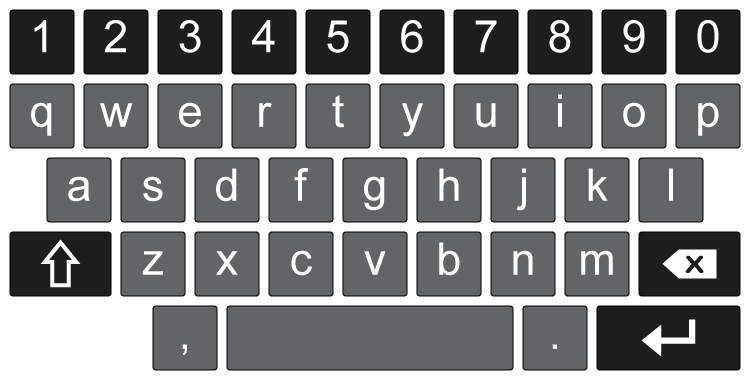 1 2 3 4 5 6 7 8 9 0
q w e r t y u i o p
a s d f g h j k l
z x c v b n m x
, .